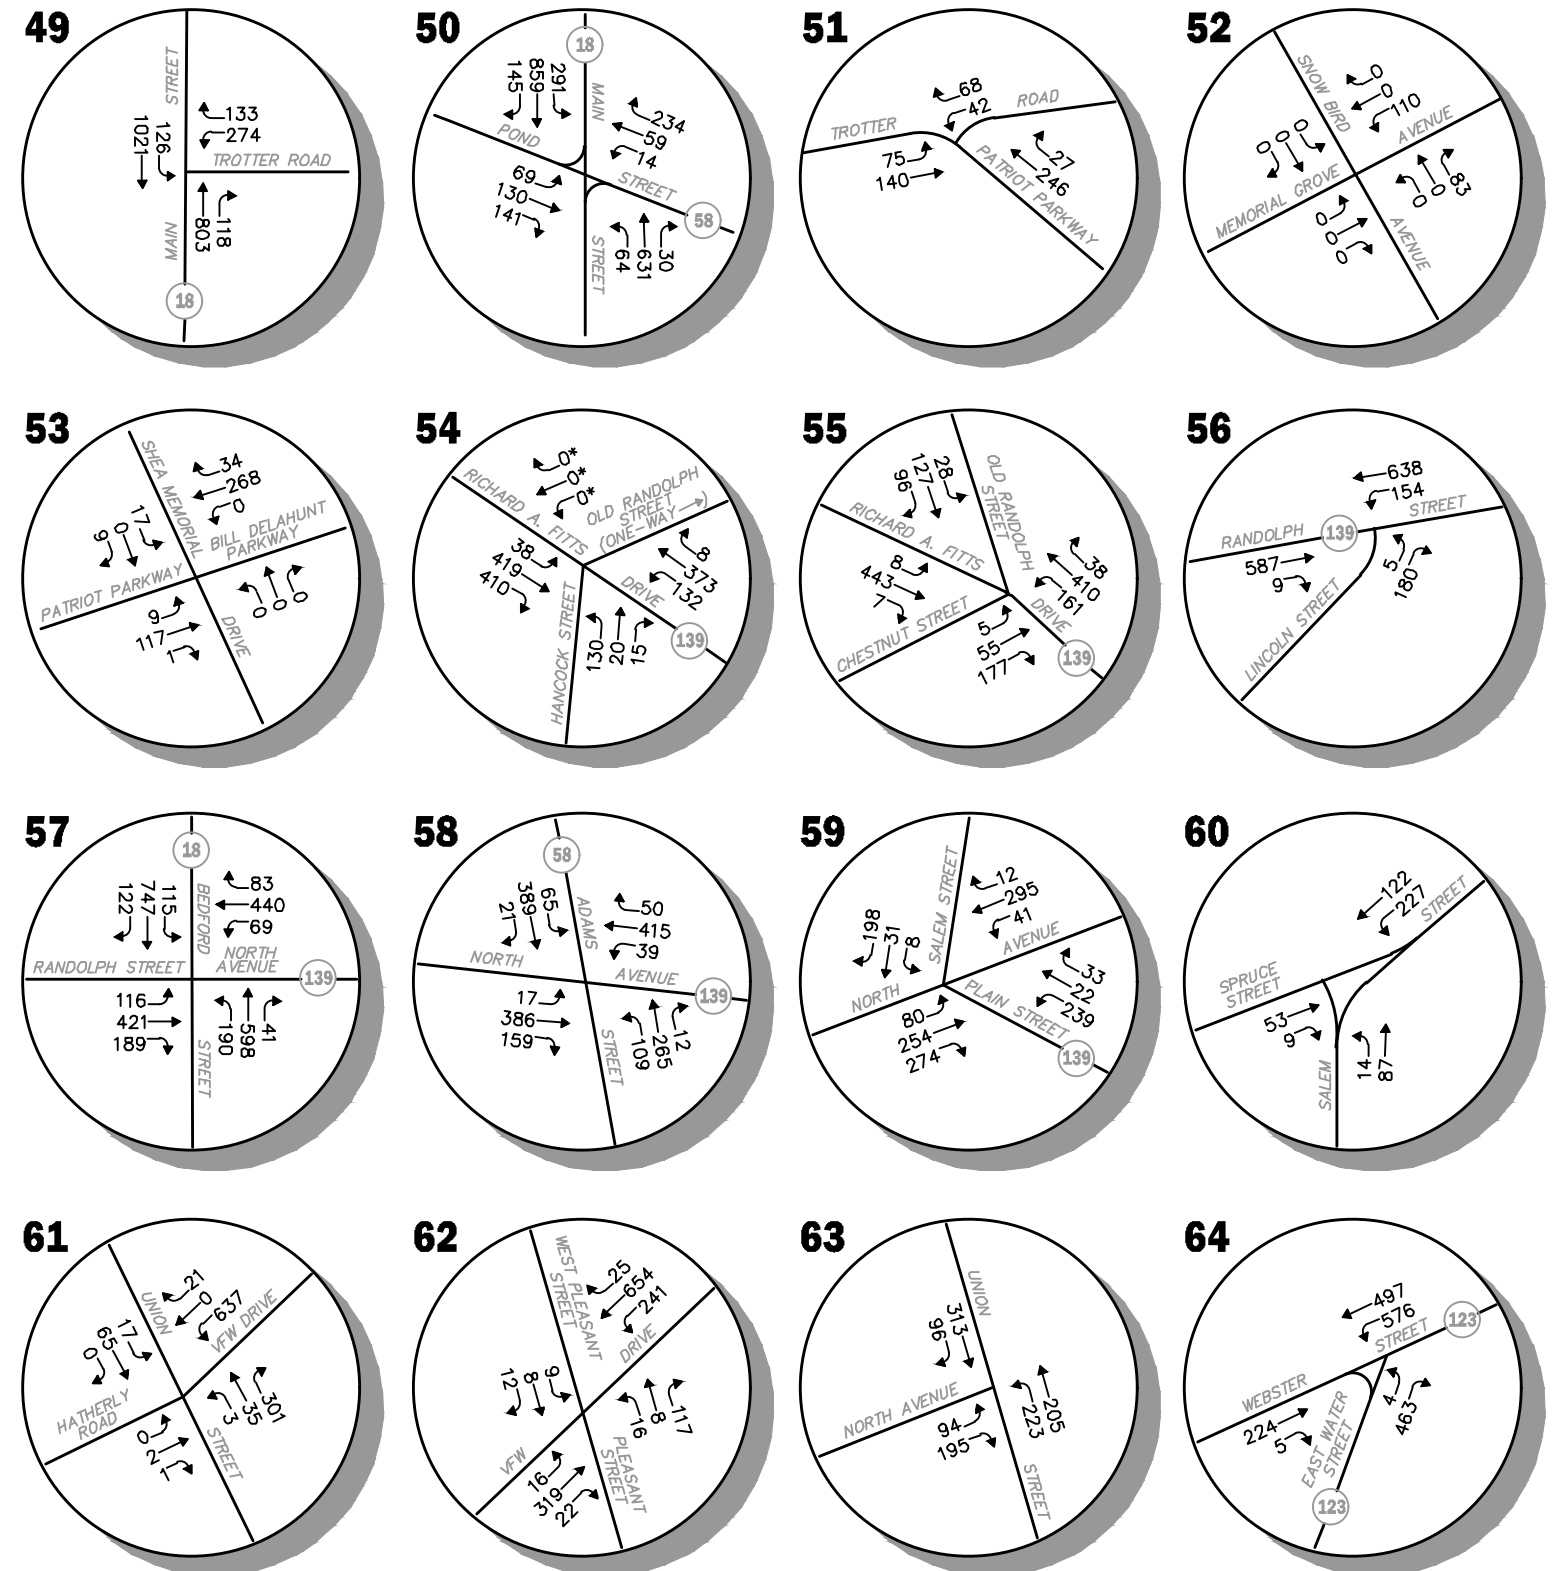 49
STREET
133
274
126
1021
TROTTER ROAD
803
118
MAIN
18
50
18
MAIN
145
859
291
234
59
14
POND
69
130
141
STREET
58
64
631
30
STREET
51
68
42
ROAD
TROTTER
75
140
27
246
PATRIOT PARKWAY
52
SNOW BIRD
0
0
110
AVENUE
0
0
0
MEMORIAL GROVE
0
0
83
0
0
0
AVENUE
53
SHEA MEMORIAL
34
268
0
BILL DELAHUNT
PARKWAY
9
0
17
PATRIOT PARKWAY
9
117
1
0
0
0
DRIVE
54
0*
0*
0*
RICHARD A. FITTS
OLD RANDOLPH
STREET
(ONE-WAY →)
38
419
410
8
373
132
DRIVE
HANCOCK STREET
130
20
15
139
55
96
127
28
OLD RANDOLPH
STREET
RICHARD A. FITTS
8
443
7
38
410
161
CHESTNUT STREET
DRIVE
5
55
177
139
56
638
154
STREET
RANDOLPH
139
587
9
5
180
LINCOLN STREET
57
18
122
747
115
BEDFORD
83
440
69
RANDOLPH STREET
NORTH
AVENUE
139
116
421
189
190
598
41
STREET
58
58
21
389
65
ADAMS
50
415
39
NORTH
AVENUE
139
17
386
159
109
265
12
STREET
59
SALEM STREET
12
295
41
198
31
8
AVENUE
NORTH
33
22
239
PLAIN STREET
80
254
274
139
60
122
227
STREET
SPRUCE
STREET
53
9
14
87
SALEM
61
UNION
21
0
637
VFW DRIVE
0
65
17
HATHERLY
ROAD
0
2
1
3
35
301
STREET
62
WEST PLEASANT
STREET
25
654
241
DRIVE
12
8
9
16
8
117
VFW
16
319
22
PLEASANT
STREET
63
UNION
96
313
NORTH AVENUE
94
195
223
205
STREET
64
497
576
STREET
123
WEBSTER
224
5
4
463
EAST WATER
STREET
123